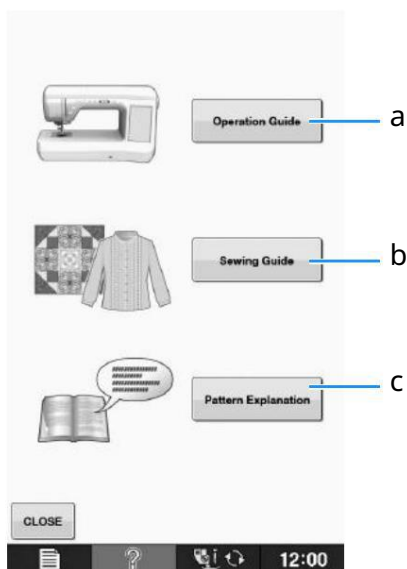 Operation Guide
a
Sewing Guide
b
Pattern Explanation
c
CLOSE
12:00